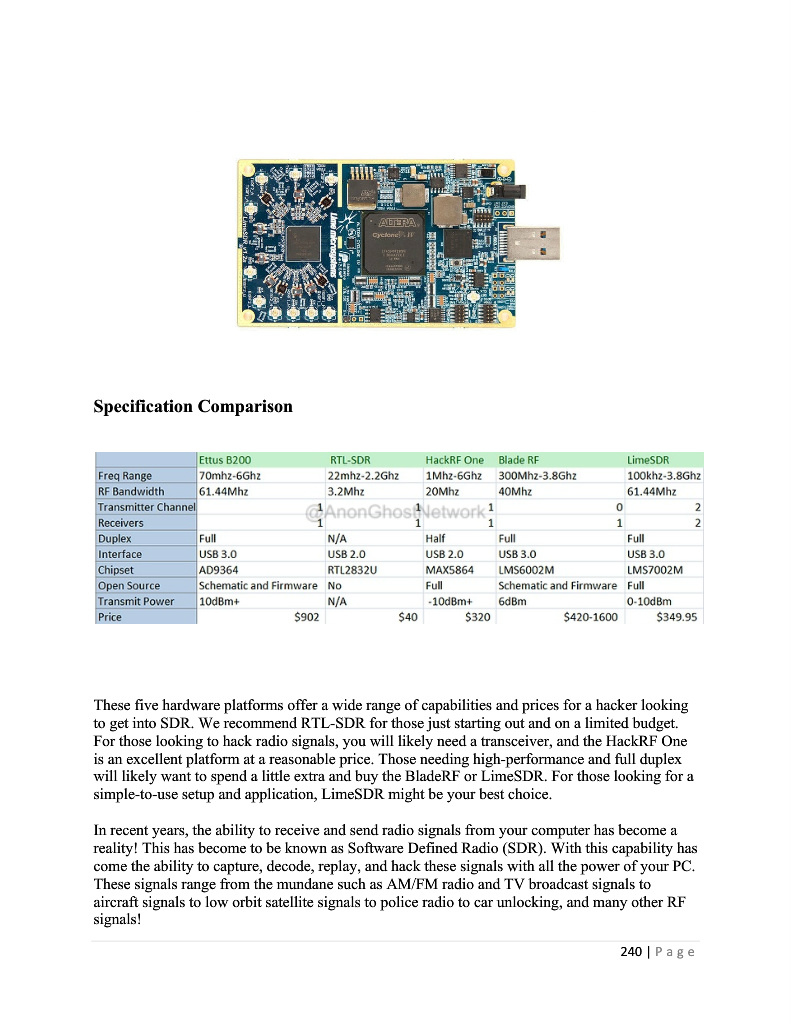 ALTERA
Cyclone IV
Lime microsystems
Specification Comparison
Ettus B200 RTL-SDR HackRF One Blade RF LimeSDR
Freq Range 70mhz-6Ghz 22mhz-2.2Ghz 1Mhz-6Ghz 300Mhz-3.8Ghz 100khz-3.8Ghz
RF Bandwidth 61.44Mhz 3.2Mhz 20Mhz 40Mhz 61.44Mhz
Transmitter Channel 1 1 1 0 2
@AnonGhostNetwork
Receivers 1 1 1 1 2
Duplex Full N/A Half Full Full
Interface USB 3.0 USB 2.0 USB 2.0 USB 3.0 USB 3.0
Chipset AD9364 RTL2832U MAX5864 LMS6002M LMS7002M
Open Source Schematic and Firmware No Full Schematic and Firmware Full
Transmit Power 10dBm+ N/A -10dBm+ 6dBm 0-10dBm
Price $902 $40 $320 $420-1600 $349.95
These five hardware platforms offer a wide range of capabilities and prices for a hacker looking
to get into SDR. We recommend RTL-SDR for those just starting out and on a limited budget.
For those looking to hack radio signals, you will likely need a transceiver, and the HackRF One
is an excellent platform at a reasonable price. Those needing high-performance and full duplex
will likely want to spend a little extra and buy the BladeRF or LimeSDR. For those looking for a
simple-to-use setup and application, LimeSDR might be your best choice.
In recent years, the ability to receive and send radio signals from your computer has become a
reality! This has become to be known as Software Defined Radio (SDR). With this capability has
come the ability to capture, decode, replay, and hack these signals with all the power of your PC.
These signals range from the mundane such as AM/FM radio and TV broadcast signals to
aircraft signals to low orbit satellite signals to police radio to car unlocking, and many other RF
signals!
240 | P a g e